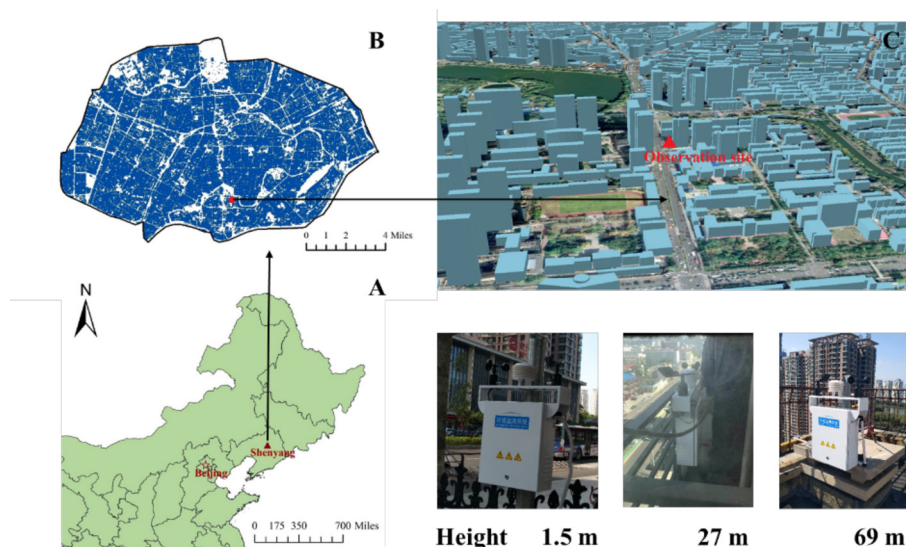 B
C
Observation site
0 1 2 4 Miles
A
N
Shenyang
Beijing
0 175 350 700 Miles
Height 1.5 m 27 m 69 m